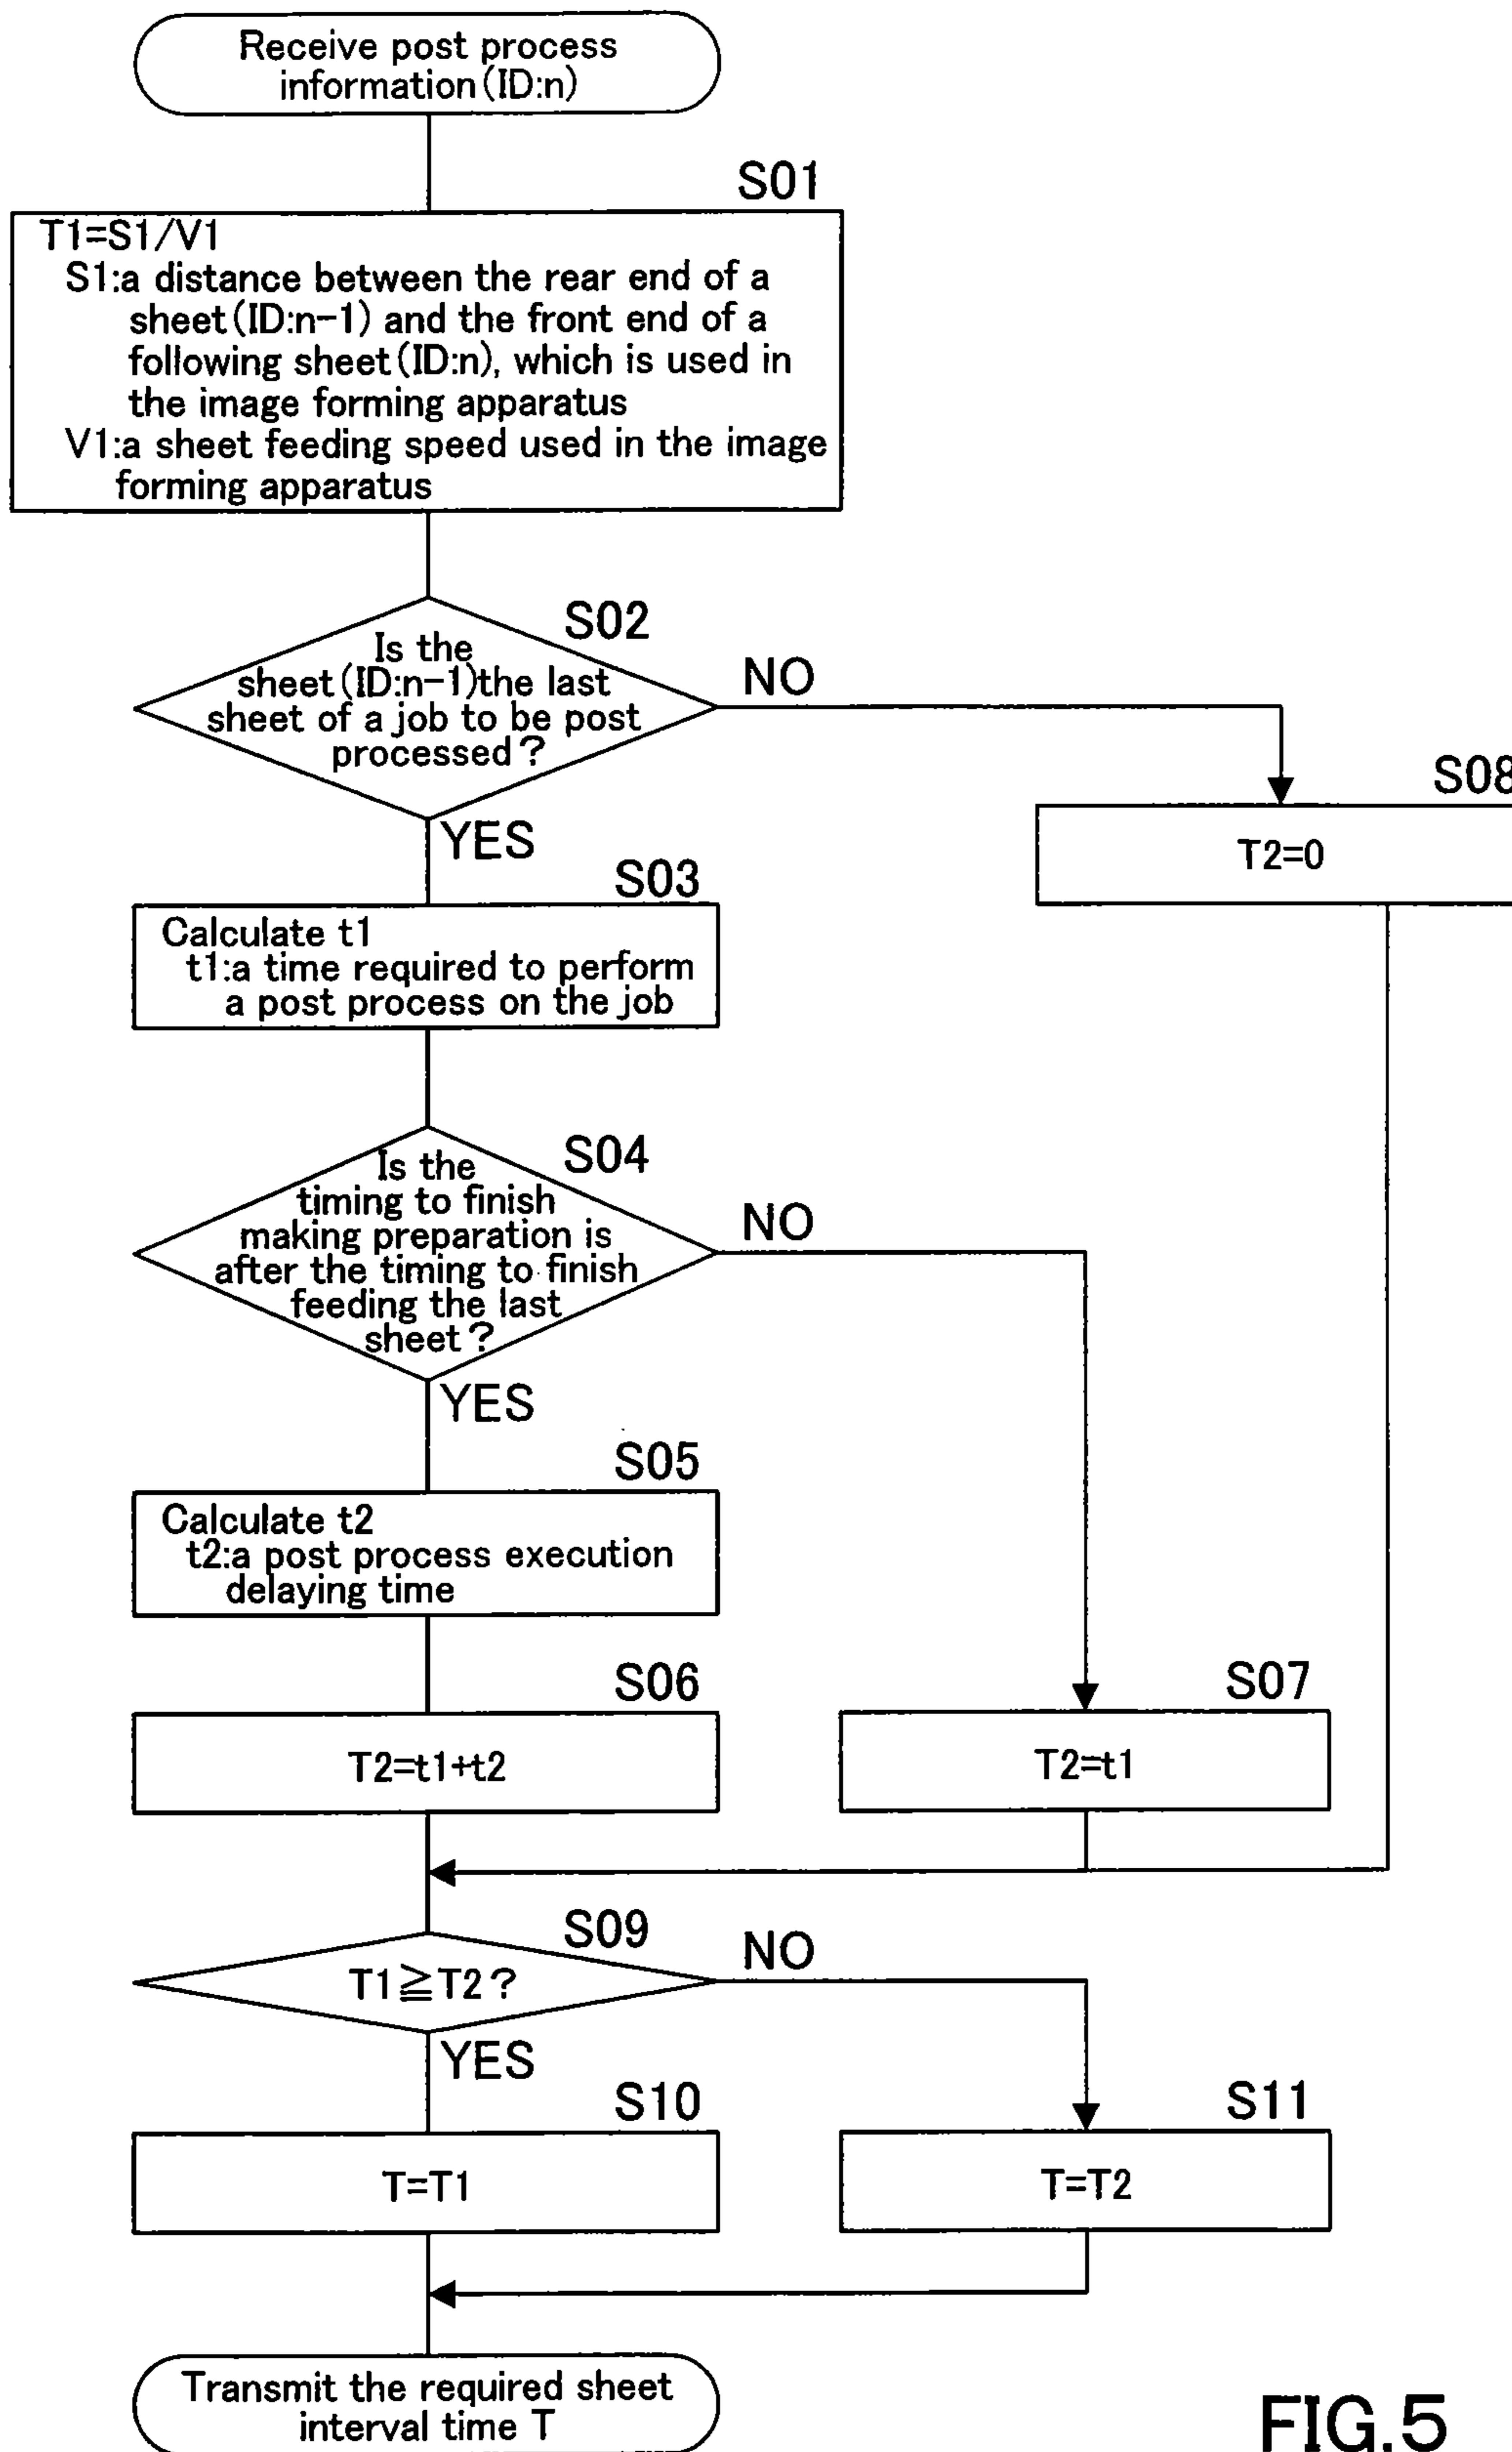 Receive post process
information(ID:n)
S01
T1=S1/V1
S1:a distance between the rear end of a
sheet(ID:n-1) and the front end of a
following sheet(ID:n), which is used in
the image forming apparatus
V1:a sheet feeding speed used in the image
forming apparatus
S02
Is the
sheet(ID:n-1)the last
sheet of a job to be post
processed?
NO
YES
S08
T2=0
S03
Calculate t1
t1:a time required to perform
a post process on the job
S04
Is the
timing to finish
making preparation is
after the timing to finish
feeding the last
sheet?
NO
YES
S05
Calculate t2
t2:a post process execution
delaying time
S06
T2=t1+t2
S07
T2=t1
S09
T1≧T2?
NO
YES
S10
T=T1
S11
T=T2
Transmit the required sheet
interval time T
FIG.5